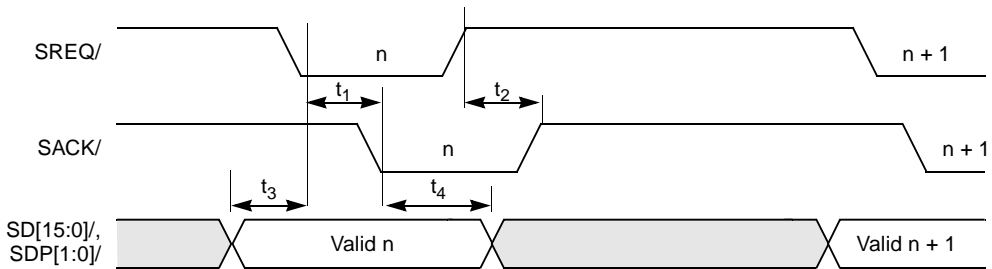 SREQ/
n
n + 1
t1
t2
SACK/
n
n + 1
t3
t4
SD[15:0]/,
SDP[1:0]/
Valid n
Valid n + 1